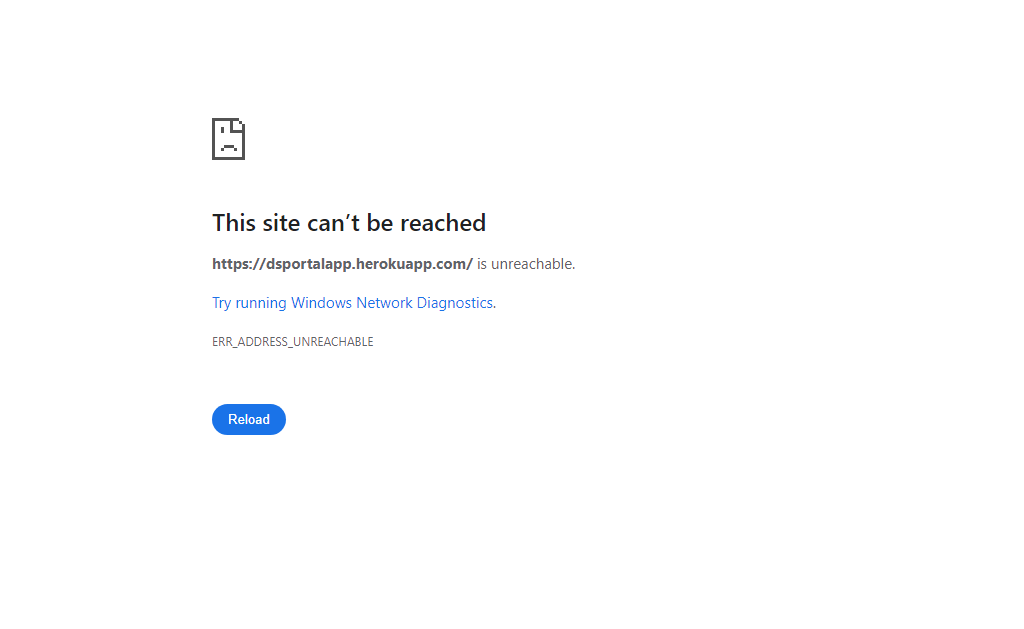 This site can’t be reached
https://dsportalapp.herokuapp.com/ is unreachable.
Try running Windows Network Diagnostics.
ERR_ADDRESS_UNREACHABLE
Reload